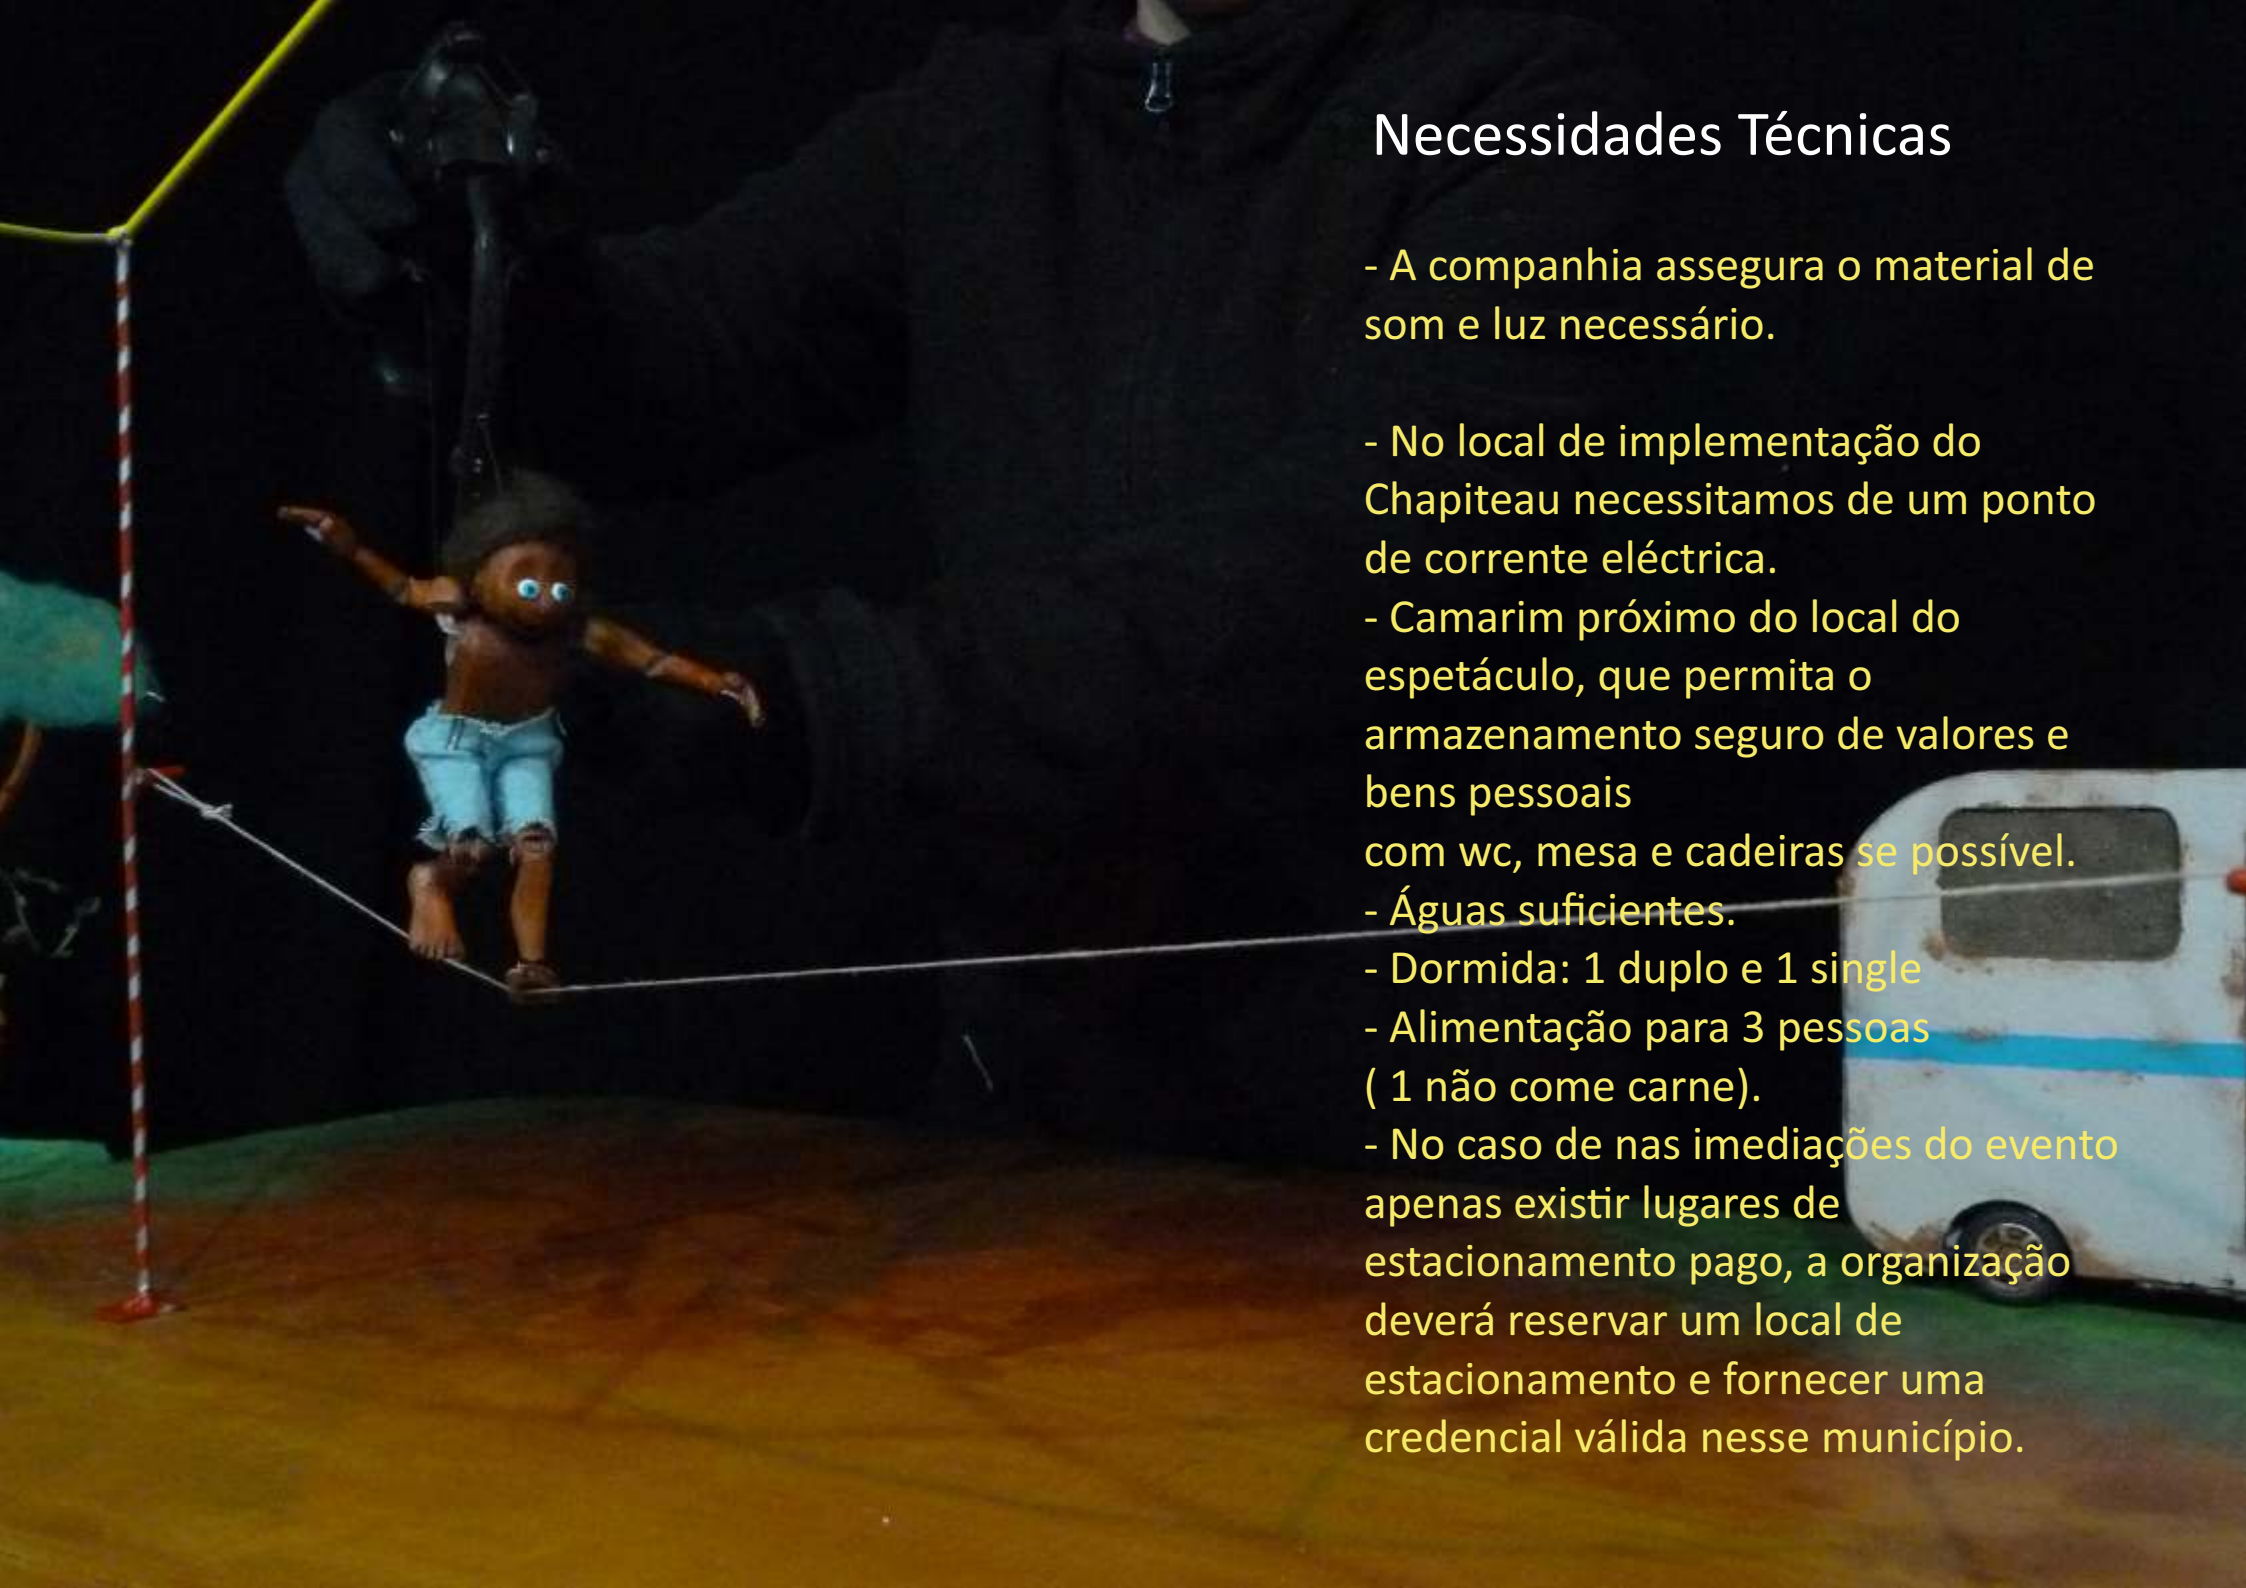 Necessidades Técnicas
- A companhia assegura o material de
som e luz necessário.
- No local de implementação do
Chapiteau necessitamos de um ponto
de corrente eléctrica.
- Camarim próximo do local do
espetáculo, que permita o
armazenamento seguro de valores e
bens pessoais
com wc, mesa e cadeiras se possível.
- Águas suficientes.
- Dormida: 1 duplo e 1 single
- Alimentação para 3 pessoas
( 1 não come carne).
- No caso de nas imediações do evento
apenas existir lugares de
estacionamento pago, a organização
deverá reservar um local de
estacionamento e fornecer uma
credencial válida nesse município.